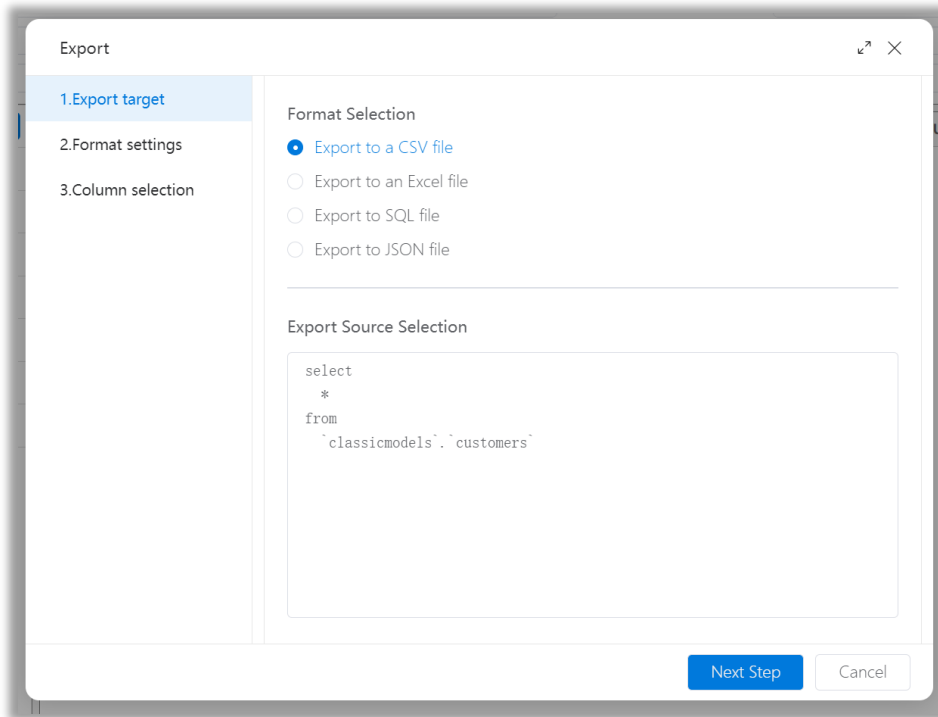 Export
1.Export target
2.Format settings
3.Column selection
Format Selection
Export to a CSV file
Export to an Excel file
Export to SQL file
Export to JSON file
Export Source Selection
select
  *
from
  `classicmodels`.`customers`
Next Step
Cancel